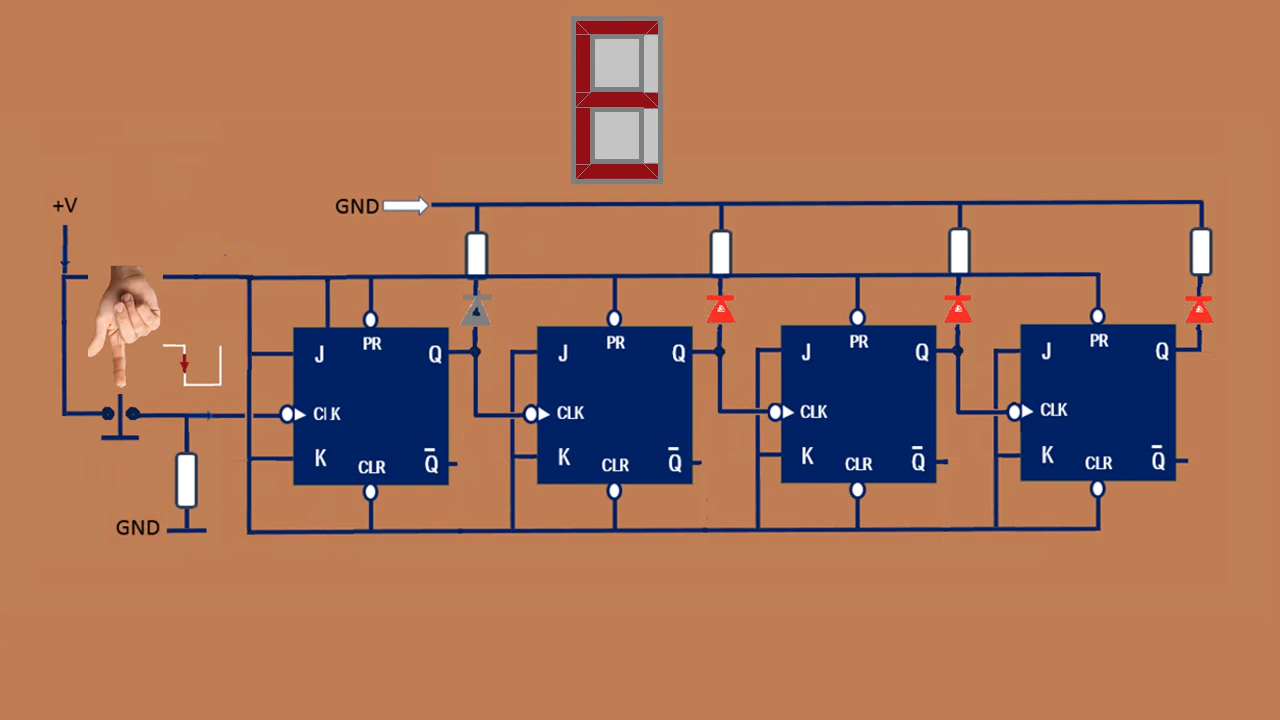 +V
GND
PR
PR
PR
PR
J
Q
J
Q
J
Q
J
Q
CLK
CLK
CLK
CLK
K
CLR
Q̅
K
CLR
Q̅
K
CLR
Q̅
K
CLR
Q̅
GND